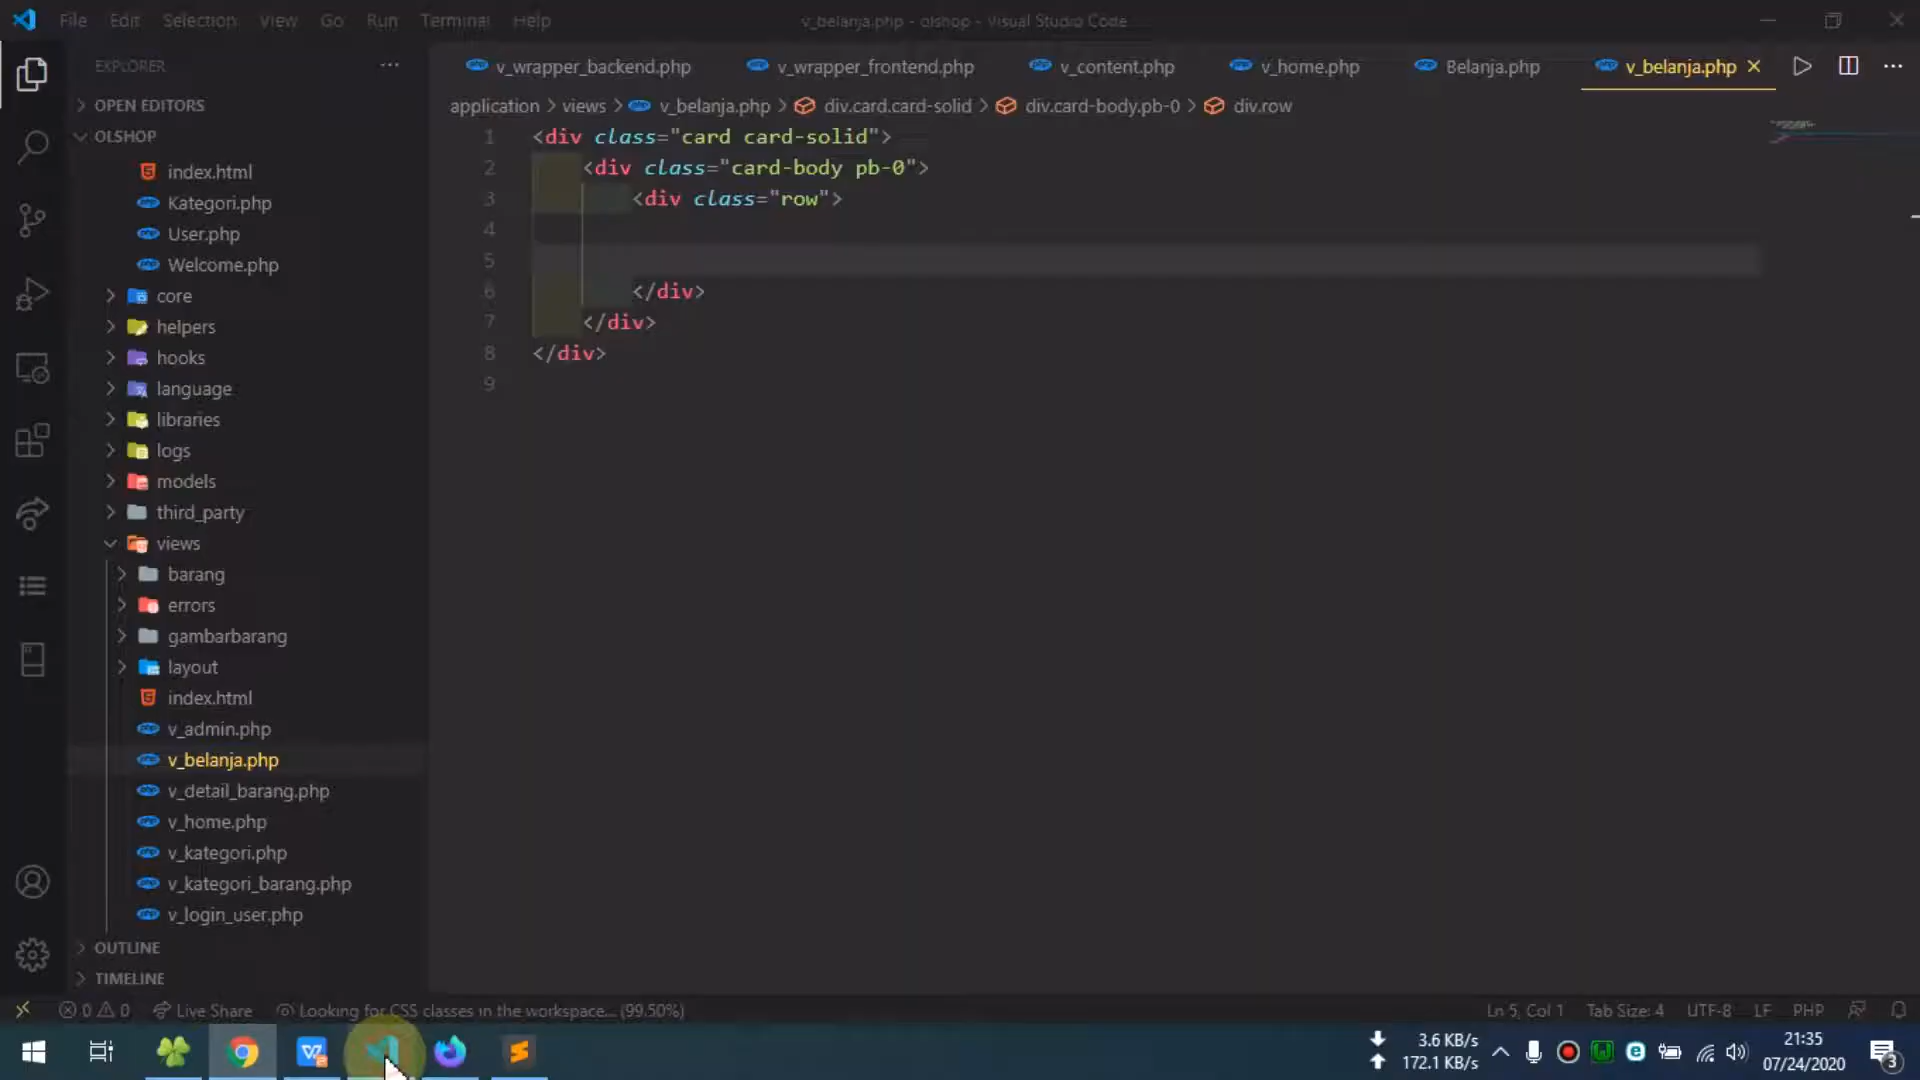 File Edit Selection View Go Run Terminal Help v_belanja.php - olshop - Visual Studio Code
EXPLORER
v_wrapper_backend.php v_wrapper_frontend.php v_content.php v_home.php Belanja.php v_belanja.php
OPEN EDITORS
OLSHOP
index.html
Kategori.php
User.php
Welcome.php
core
helpers
hooks
language
libraries
logs
models
third_party
views
barang
errors
gambarbarang
layout
index.html
v_admin.php
v_belanja.php
v_detail_barang.php
v_home.php
v_kategori.php
v_kategori_barang.php
v_login_user.php
OUTLINE
TIMELINE
application > views > v_belanja.php > div.card.card-solid > div.card-body.pb-0 > div.row
1 <div class="card card-solid">
2 <div class="card-body pb-0">
3 <div class="row">
4
5
6 </div>
7 </div>
8 </div>
9
0 0 Live Share Looking for CSS classes in the workspace... (99.50%) Ln 5, Col 1 Tab Size: 4 UTF-8 LF PHP
3.6 KB/s
172.1 KB/s
21:35
07/24/2020
3